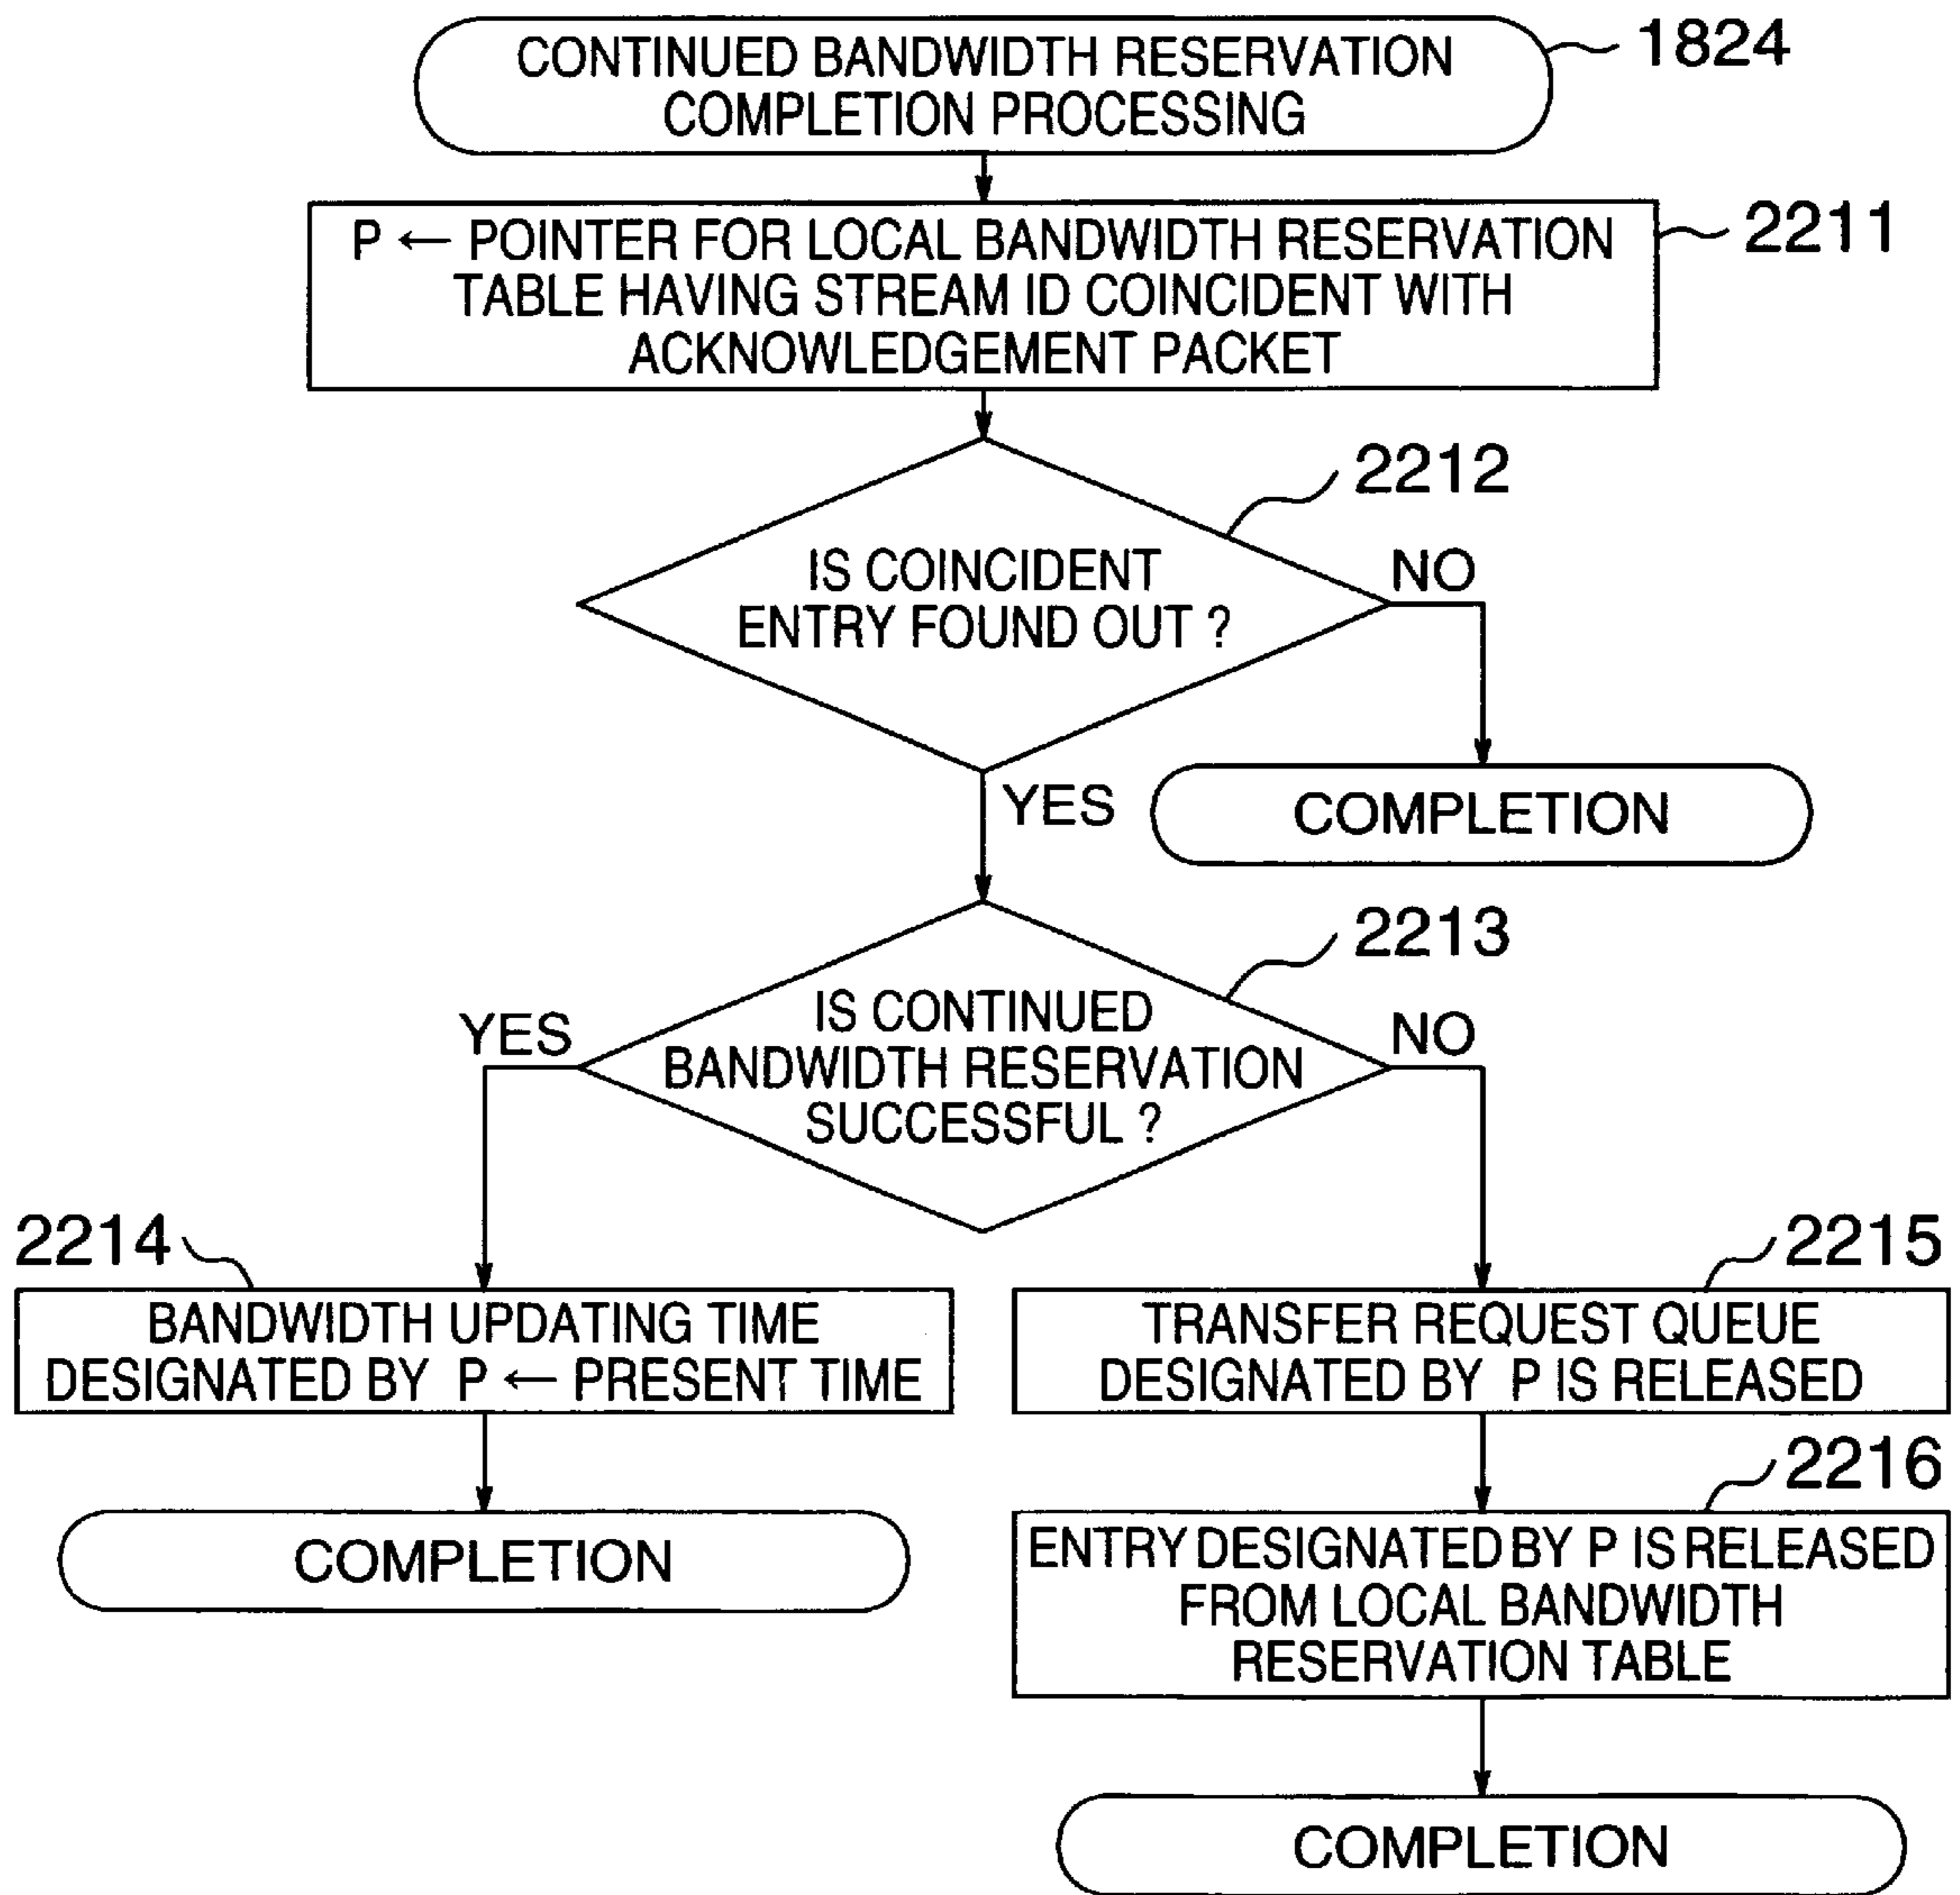 CONTINUED BANDWIDTH RESERVATION
COMPLETION PROCESSING
1824
P ← POINTER FOR LOCAL BANDWIDTH RESERVATION
TABLE HAVING STREAM ID COINCIDENT WITH
ACKNOWLEDGEMENT PACKET
2211
2212
IS COINCIDENT
ENTRY FOUND OUT ?
NO
YES
COMPLETION
2213
IS CONTINUED
BANDWIDTH RESERVATION
SUCCESSFUL ?
YES
NO
2214
BANDWIDTH UPDATING TIME
DESIGNATED BY P ← PRESENT TIME
COMPLETION
2215
TRANSFER REQUEST QUEUE
DESIGNATED BY P IS RELEASED
2216
ENTRY DESIGNATED BY P IS RELEASED
FROM LOCAL BANDWIDTH
RESERVATION TABLE
COMPLETION